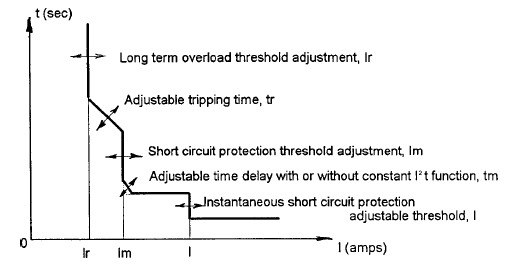 t (sec)
Long term overload threshold adjustment, Ir
Adjustable tripping time, tr
Short circuit protection threshold adjustment, Im
Adjustable time delay with or without constant I²t function, tm
Instantaneous short circuit protection
adjustable threshold, I
0
Ir Im I I (amps)